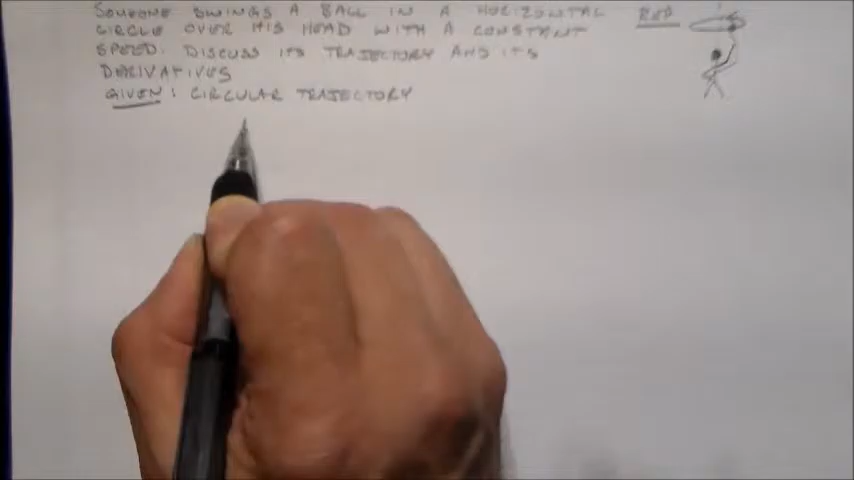 SOMEONE SWINGS A BALL IN A HORIZONTAL
CIRCLE OVER HIS HEAD WITH A CONSTANT
SPEED. DISCUSS ITS TRAJECTORY AND ITS
DERIVATIVES
GIVEN: CIRCULAR TRAJECTORY
REP